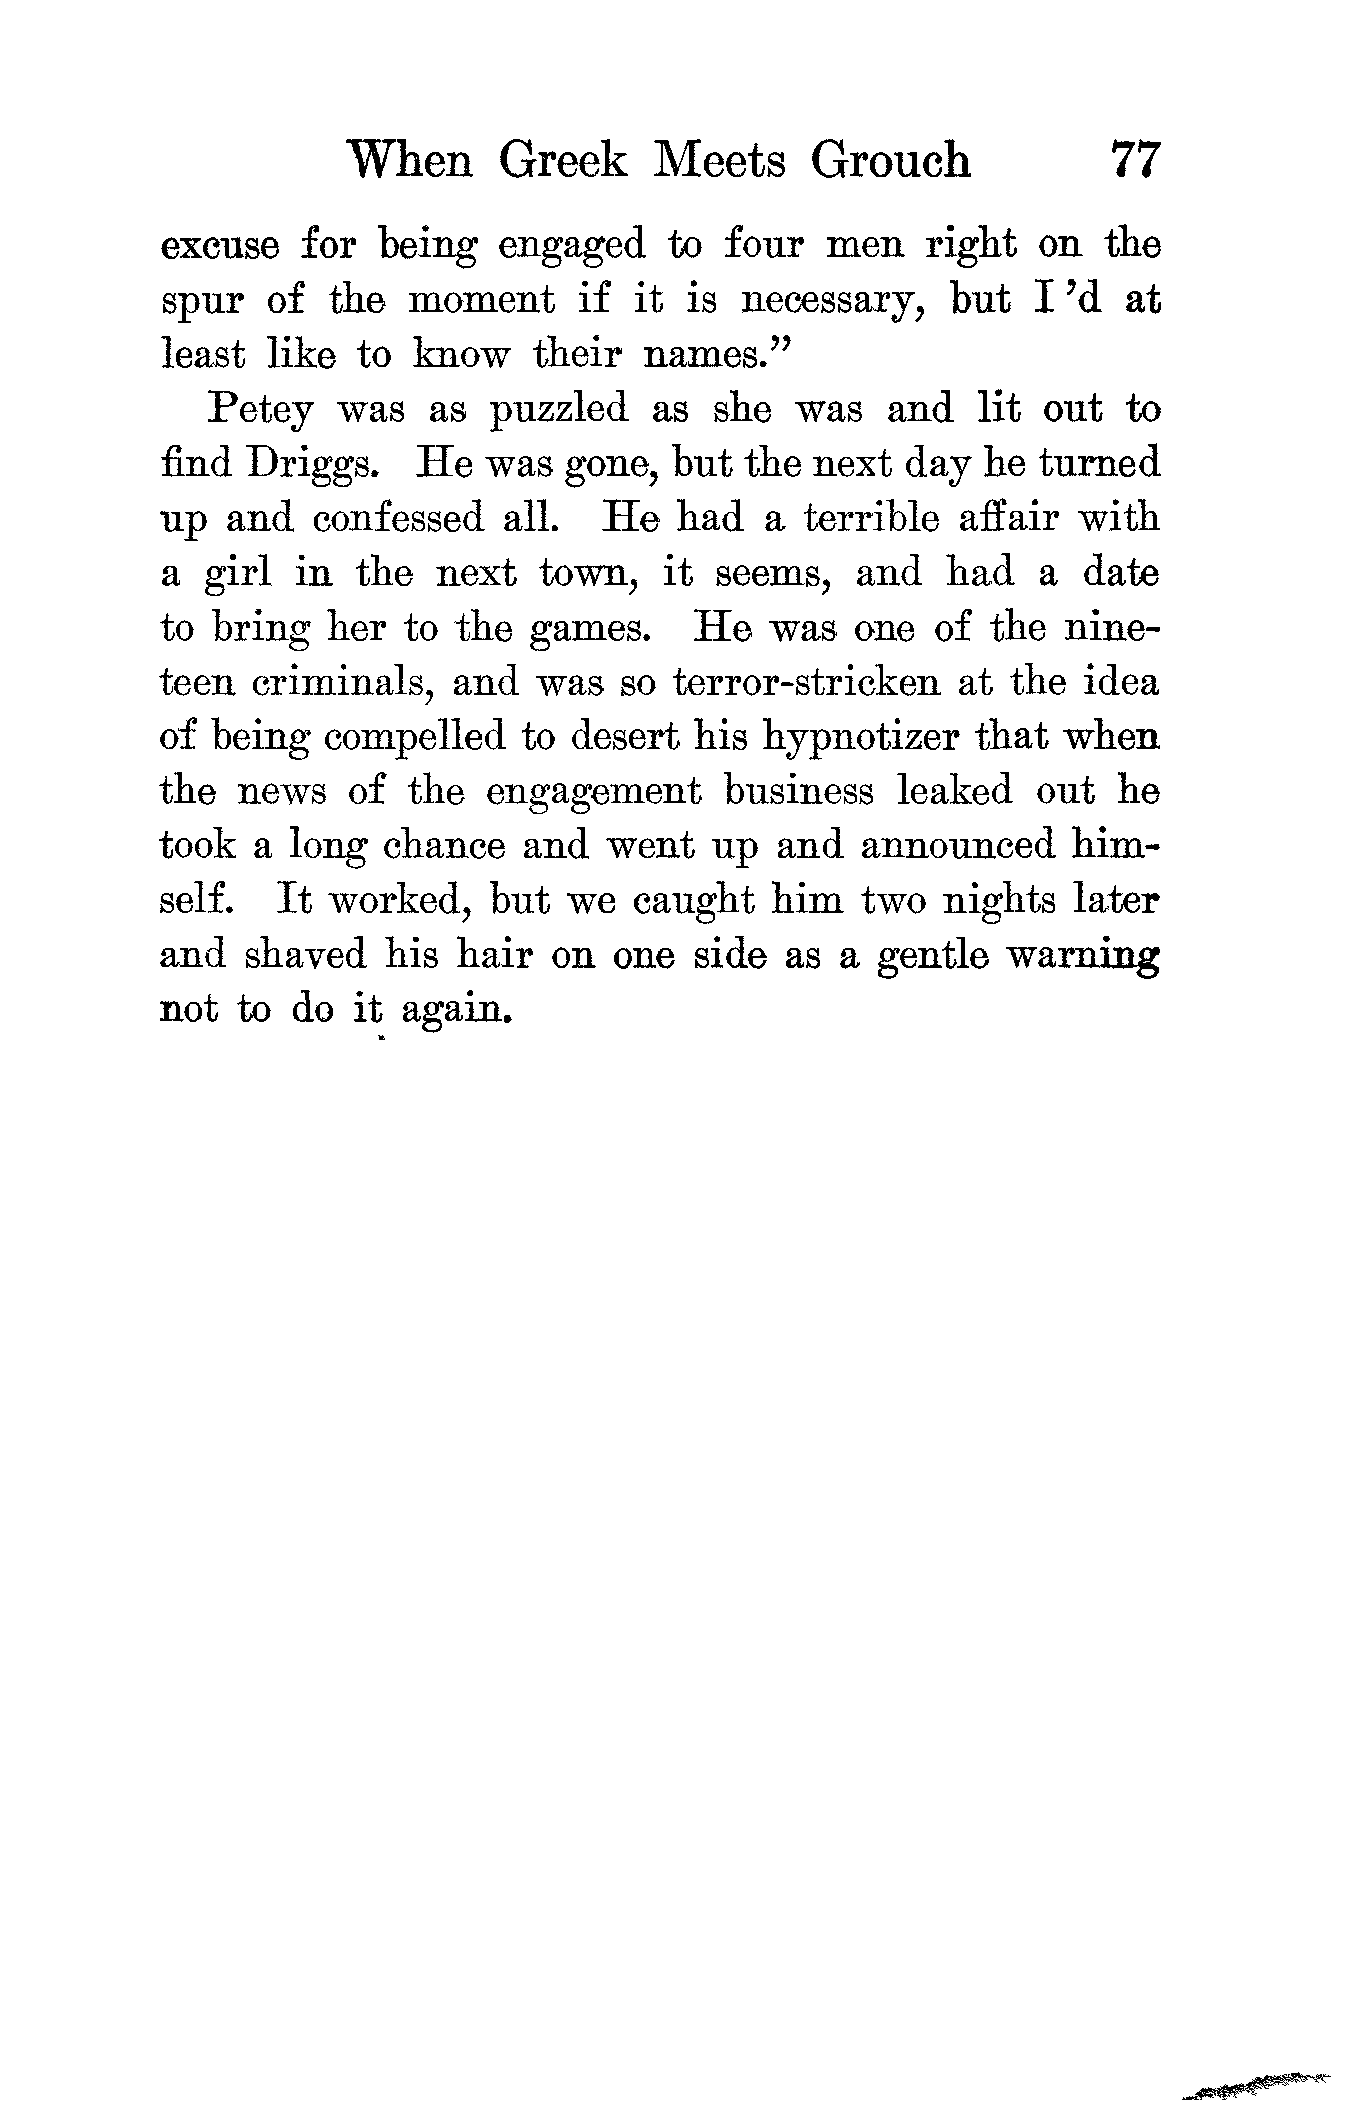 When Greek Meets Grouch 77
excuse for being engaged to four men right on the
spur of the moment if it is necessary, but I 'd at
least like to know their names."
Petey was as puzzled as she was and lit out to
find Driggs. He was gone, but the next day he turned
up and confessed all. He had a terrible affair with
a girl in the next town, it seems, and had a date
to bring her to the games. He was one of the nine-
teen criminals, and was so terror-stricken at the idea
of being compelled to desert his hypnotizer that when
the news of the engagement business leaked out he
took a long chance and went up and announced him-
self. It worked, but we caught him two nights later
and shaved his hair on one side as a gentle warning
not to do it again.